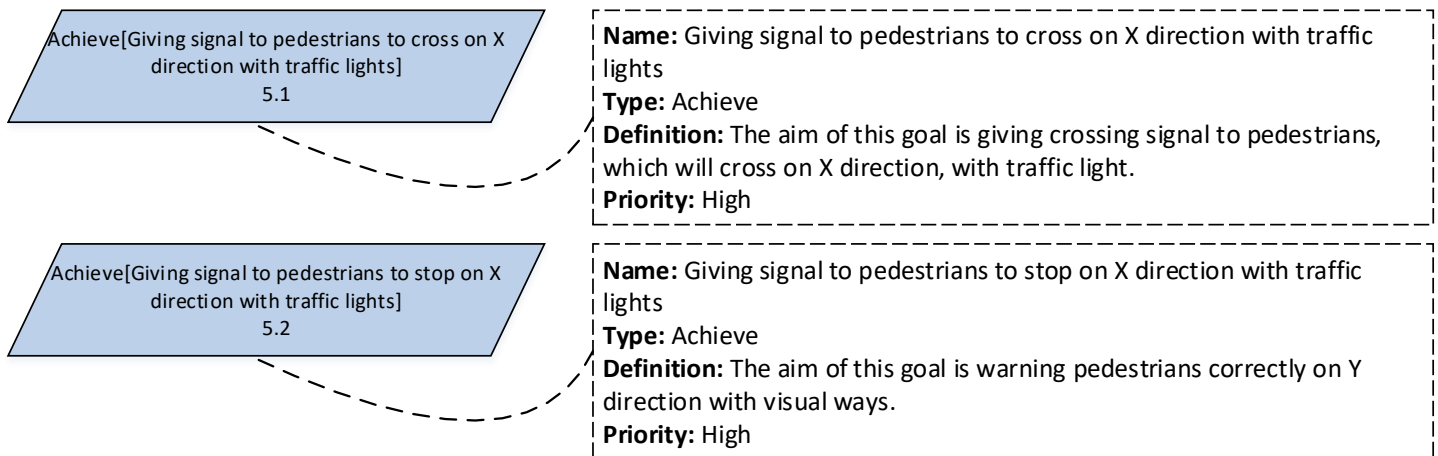 Achieve[Giving signal to pedestrians to cross on X
direction with traffic lights]
5.1
Name: Giving signal to pedestrians to cross on X direction with traffic
lights
Type: Achieve
Definition: The aim of this goal is giving crossing signal to pedestrians,
which will cross on X direction, with traffic light.
Priority: High
Achieve[Giving signal to pedestrians to stop on X
direction with traffic lights]
5.2
Name: Giving signal to pedestrians to stop on X direction with traffic
lights
Type: Achieve
Definition: The aim of this goal is warning pedestrians correctly on Y
direction with visual ways.
Priority: High